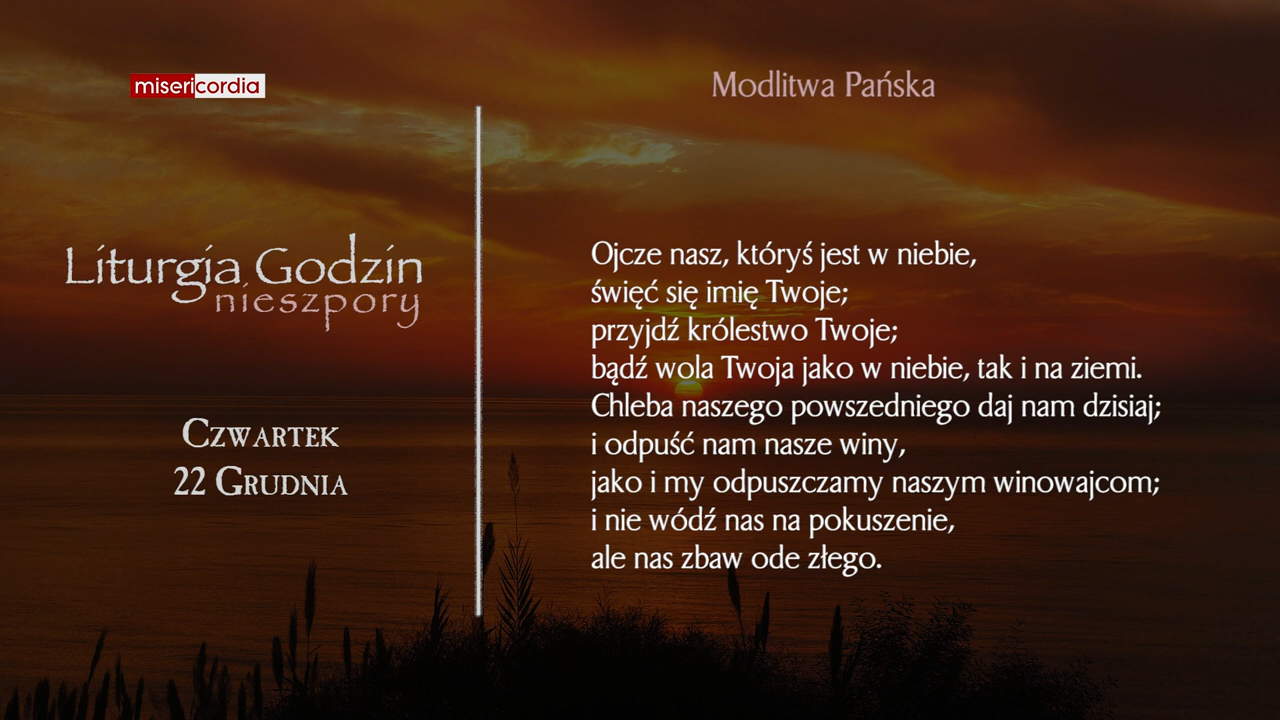 misericordia
Liturgia Godzin
nieszpory
Czwartek
22 Grudnia
Modlitwa Pańska
Ojcze nasz, któryś jest w niebie,
święć się imię Twoje;
przyjdź królestwo Twoje;
bądź wola Twoja jako w niebie, tak i na ziemi.
Chleba naszego powszedniego daj nam dzisiaj;
i odpuść nam nasze winy,
jako i my odpuszczamy naszym winowajcom;
i nie wódź nas na pokuszenie,
ale nas zbaw ode złego.